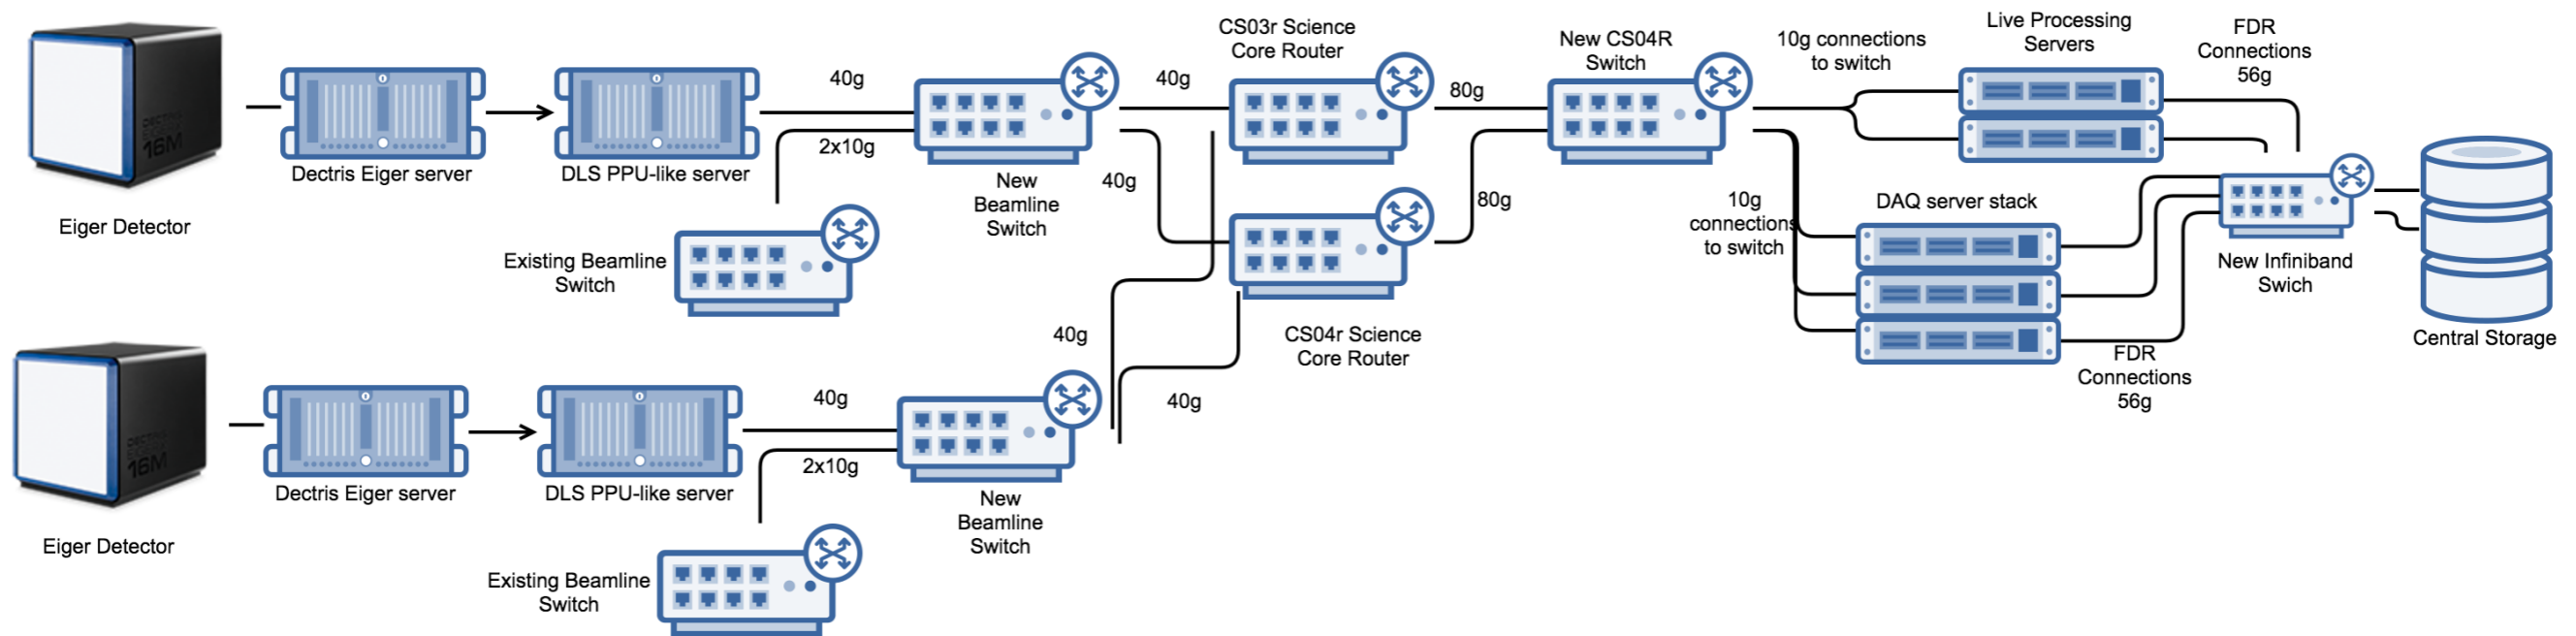 CS03r Science
Core Router
Live Processing
Servers
FDR
Connections
56g
New CS04R
Switch
10g connections
to switch
40g
40g
80g
16M
2x10g
Dectris Eiger server
DLS PPU-like server
New
Beamline
Switch
40g
80g
10g
connections
to switch
DAQ server stack
Eiger Detector
Existing Beamline
Switch
New Infiniband
Swich
40g
CS04r Science
Core Router
Central Storage
FDR
Connections
56g
40g
40g
16M
2x10g
Dectris Eiger server
DLS PPU-like server
New
Beamline
Switch
Eiger Detector
Existing Beamline
Switch